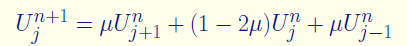 U_j^{n+1} = μU_{j+1}^n + (1 − 2μ)U_j^n + μU_{j−1}^n